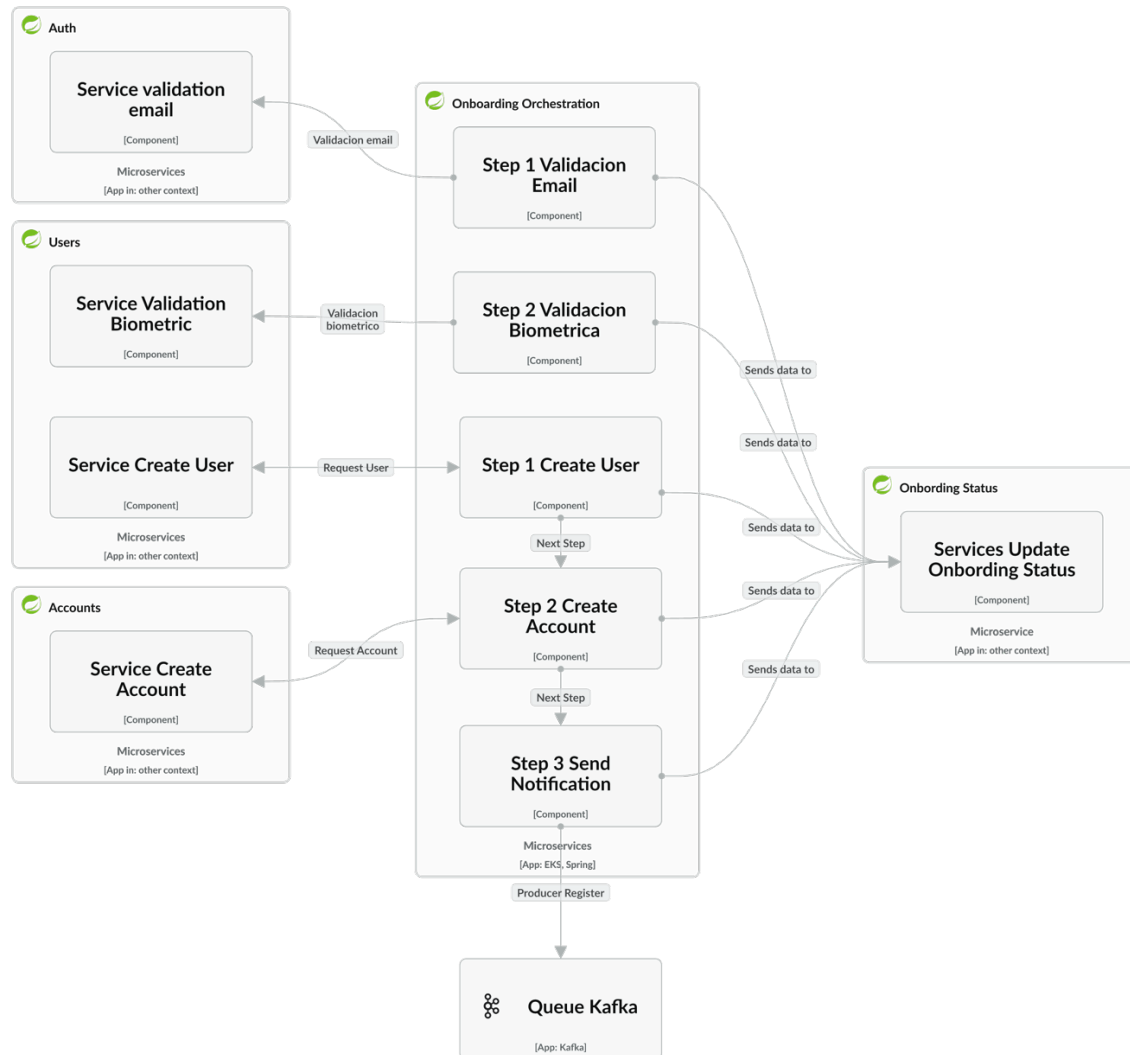 Auth
Service validation
email
[Component]
Microservices
[App in: other context]
Validacion email
Users
Service Validation
Biometric
[Component]
Validacion
biometrico
Service Create User
[Component]
Microservices
[App in: other context]
Request User
Accounts
Service Create
Account
[Component]
Microservices
[App in: other context]
Request Account
Onboarding Orchestration
Step 1 Validacion
Email
[Component]
Step 2 Validacion
Biometrica
[Component]
Step 1 Create User
[Component]
Next Step
Step 2 Create
Account
[Component]
Next Step
Step 3 Send
Notification
[Component]
Microservices
[App: EKS, Spring]
Producer Register
Queue Kafka
[App: Kafka]
Sends data to
Sends data to
Sends data to
Sends data to
Sends data to
Onbording Status
Services Update
Onbording Status
[Component]
Microservice
[App in: other context]